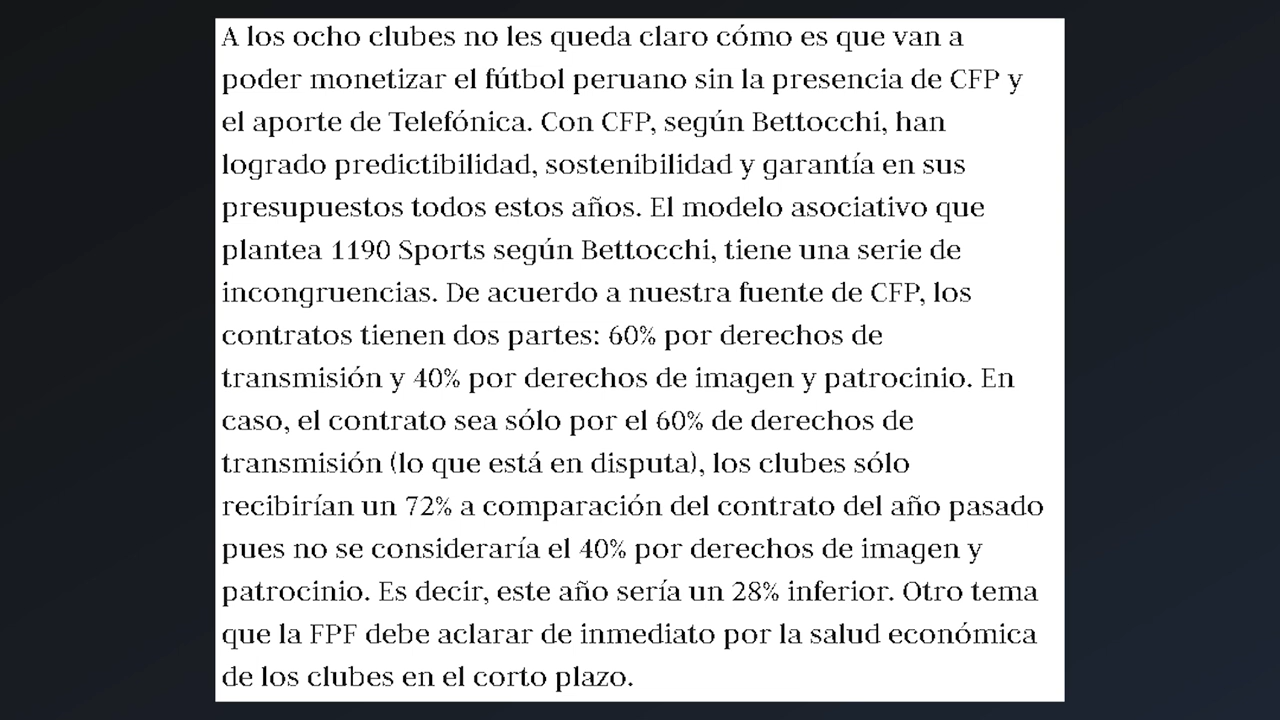 A los ocho clubes no les queda claro cómo es que van a
poder monetizar el fútbol peruano sin la presencia de CFP y
el aporte de Telefónica. Con CFP, según Bettocchi, han
logrado predictibilidad, sostenibilidad y garantía en sus
presupuestos todos estos años. El modelo asociativo que
plantea 1190 Sports según Bettocchi, tiene una serie de
incongruencias. De acuerdo a nuestra fuente de CFP, los
contratos tienen dos partes: 60% por derechos de
transmisión y 40% por derechos de imagen y patrocinio. En
caso, el contrato sea sólo por el 60% de derechos de
transmisión (lo que está en disputa), los clubes sólo
recibirían un 72% a comparación del contrato del año pasado
pues no se consideraría el 40% por derechos de imagen y
patrocinio. Es decir, este año sería un 28% inferior. Otro tema
que la FPF debe aclarar de inmediato por la salud económica
de los clubes en el corto plazo.